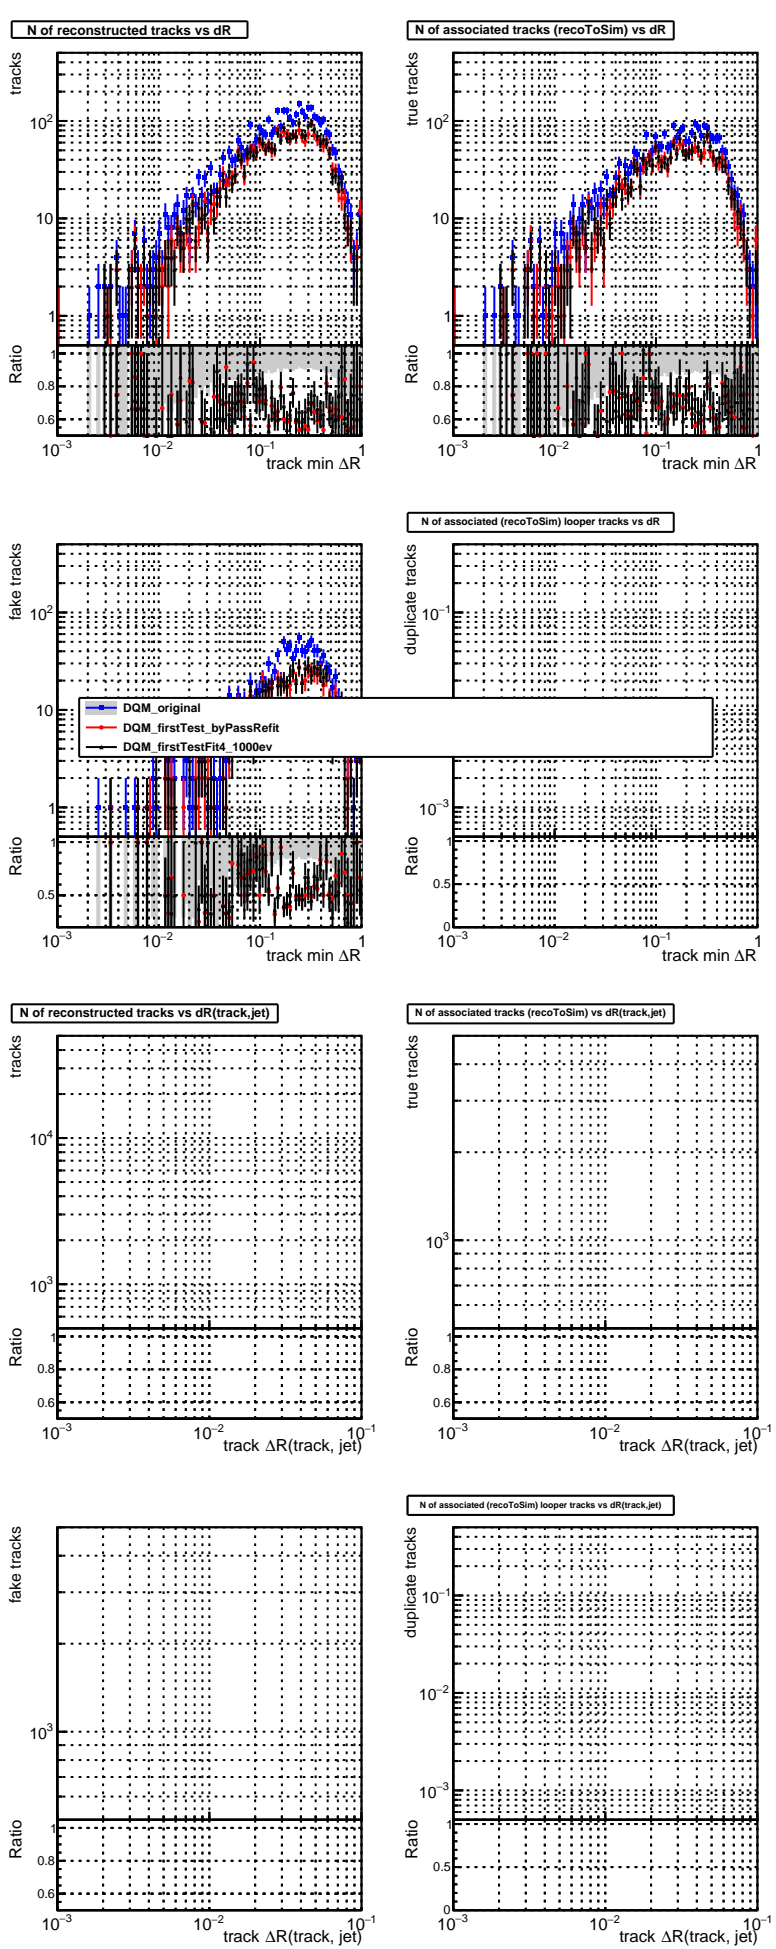 N of reconstructed tracks vs dR
tracks
10²
10
1
Ratio
1
0.8
0.6
10⁻³
10⁻²
10⁻¹
1
track min ΔR
N of associated tracks (recoToSim) vs dR
true tracks
10²
10
1
Ratio
1
0.8
0.6
10⁻³
10⁻²
10⁻¹
1
track min ΔR
fake tracks
10²
10
1
Ratio
1
0.5
10⁻³
10⁻²
10⁻¹
1
track min ΔR
N of associated (recoToSim) looper tracks vs dR
duplicate tracks
10⁻¹
10⁻³
Ratio
1
0.5
0
10⁻³
10⁻²
10⁻¹
1
track min ΔR
DQM_original
DQM_firstTest_byPassRefit
DQM_firstTestFit4_1000ev
N of reconstructed tracks vs dR(track,jet)
tracks
10⁴
10³
Ratio
1
0.8
0.6
10⁻³
10⁻²
10⁻¹
track ΔR(track, jet)
N of associated tracks (recoToSim) vs dR(track,jet)
true tracks
10³
Ratio
1
0.8
0.6
10⁻³
10⁻²
10⁻¹
track ΔR(track, jet)
fake tracks
10³
Ratio
1
0.8
0.6
10⁻³
10⁻²
10⁻¹
track ΔR(track, jet)
N of associated (recoToSim) looper tracks vs dR(track,jet)
duplicate tracks
10⁻¹
10⁻²
10⁻³
Ratio
1
0.5
0
10⁻³
10⁻²
10⁻¹
track ΔR(track, jet)